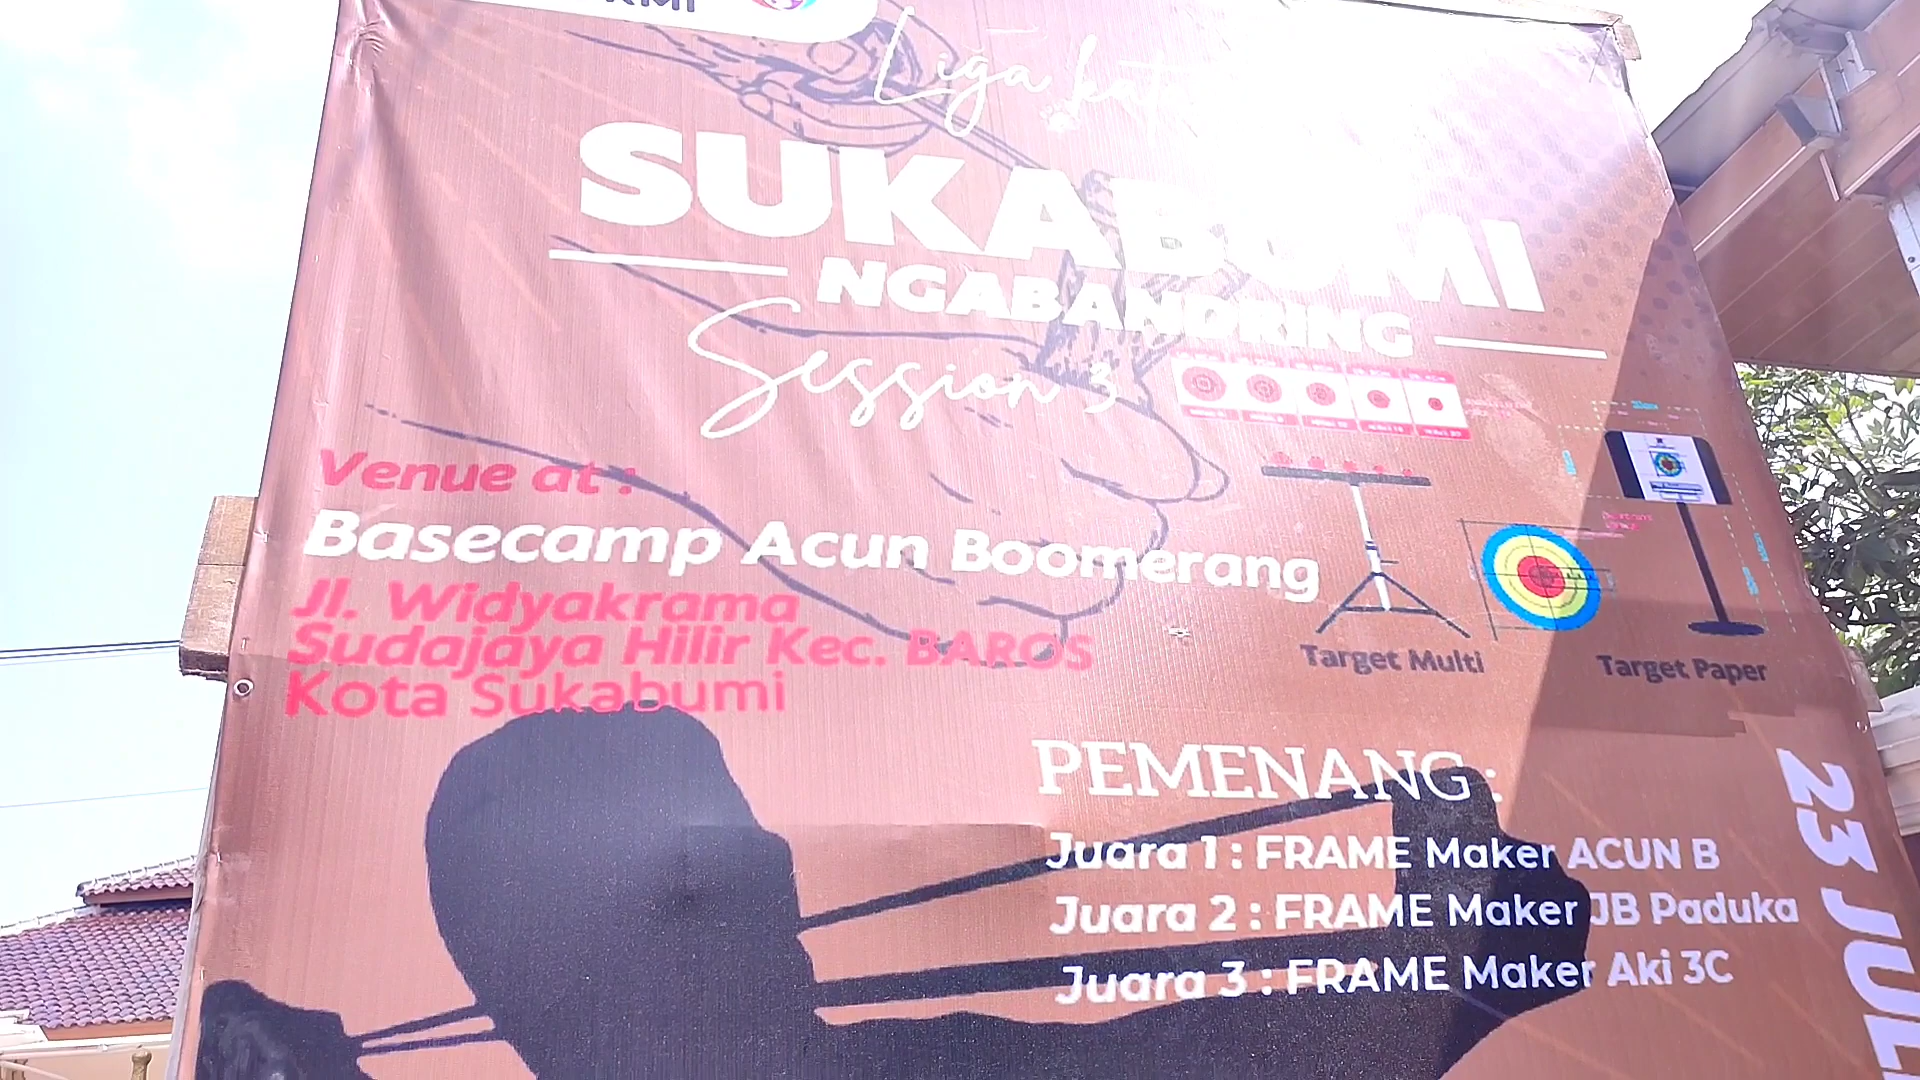 Liga
SUKABUMI
NGABANDRING
Session 3
Venue at :
Basecamp Acun Boomerang
Jl. Widyakrama
Sudajaya Hilir Kec. BAROS
Kota Sukabumi
Target Multi
Target Paper
PEMENANG :
Juara 1 : FRAME Maker ACUN B
Juara 2 : FRAME Maker JB Paduka
Juara 3 : FRAME Maker Aki 3C
23 JULI